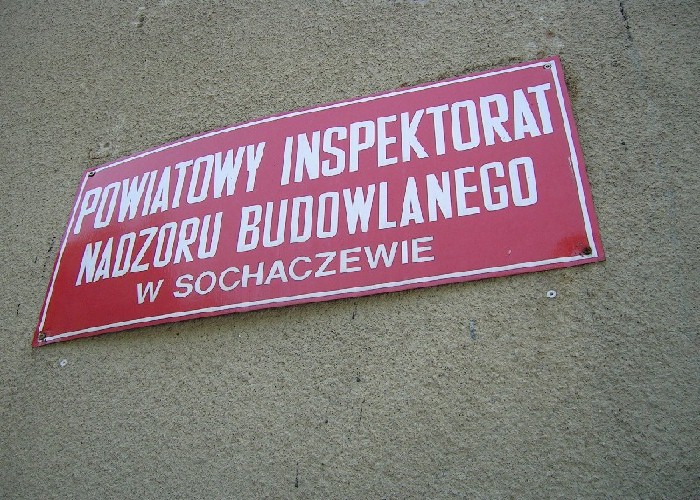 POWIATOWY INSPEKTORAT
NADZORU BUDOWLANEGO
W SOCHACZEWIE